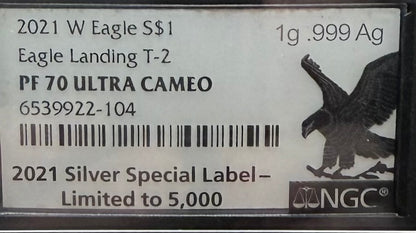 2021 W Eagle S$1
1g .999 Ag
Eagle Landing T-2
PF 70 ULTRA CAMEO
6539922-104
2021 Silver Special Label–
Limited to 5,000
NGC®